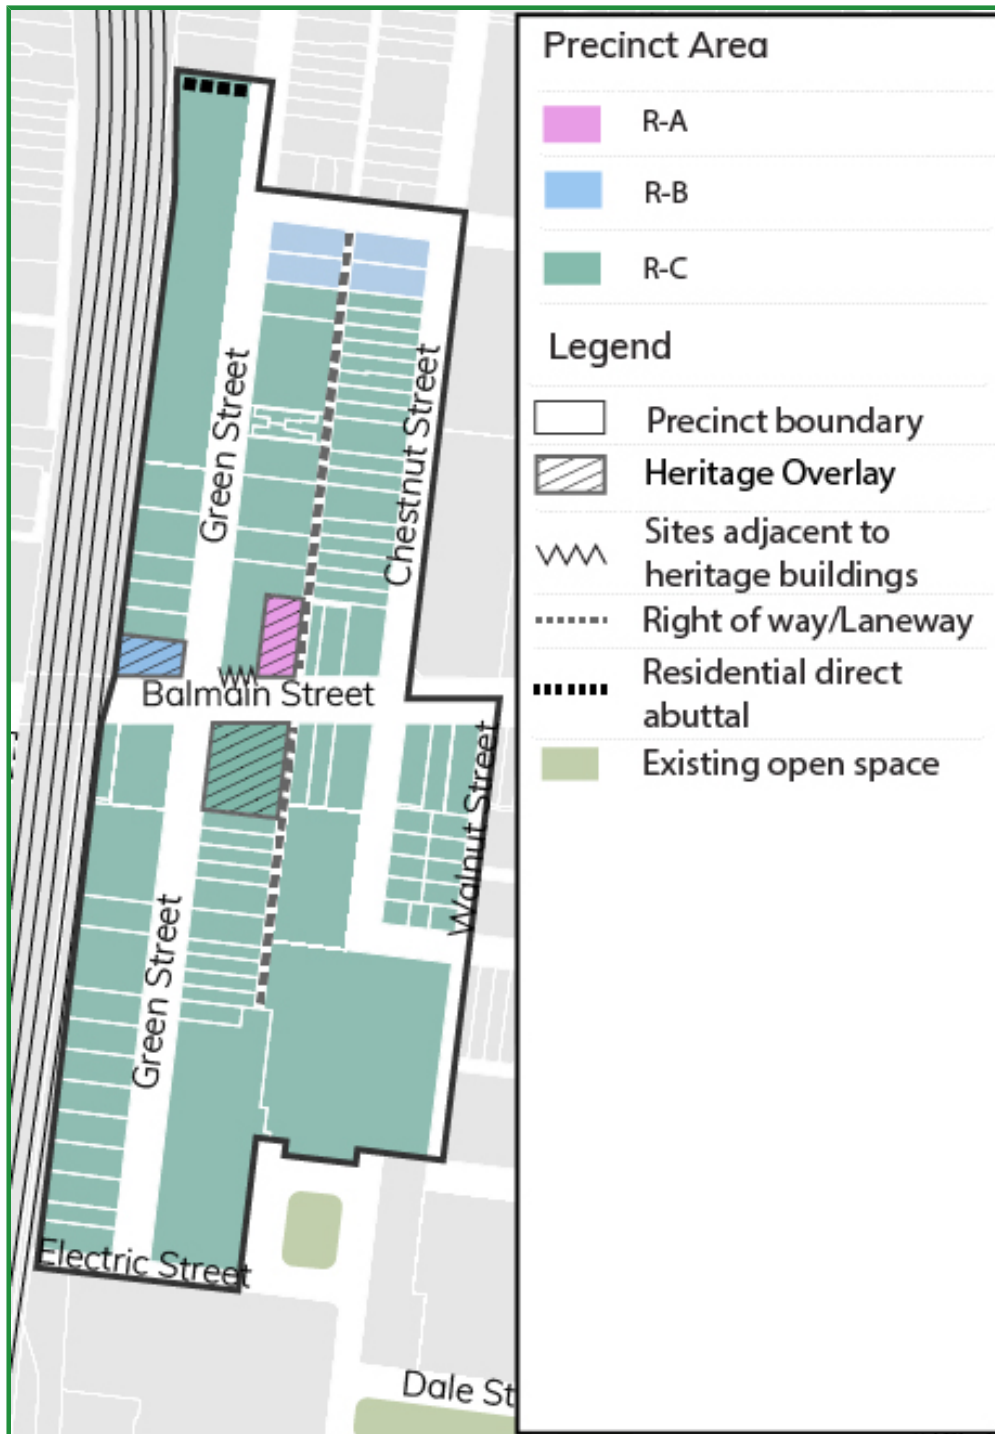 Precinct Area
R-A
R-B
R-C
Legend
Precinct boundary
Heritage Overlay
Sites adjacent to
heritage buildings
Right of way/Laneway
Residential direct
abuttal
Existing open space
Green Street
Chestnut Street
Balmain Street
Walnut Street
Green Street
Electric Street
Dale St